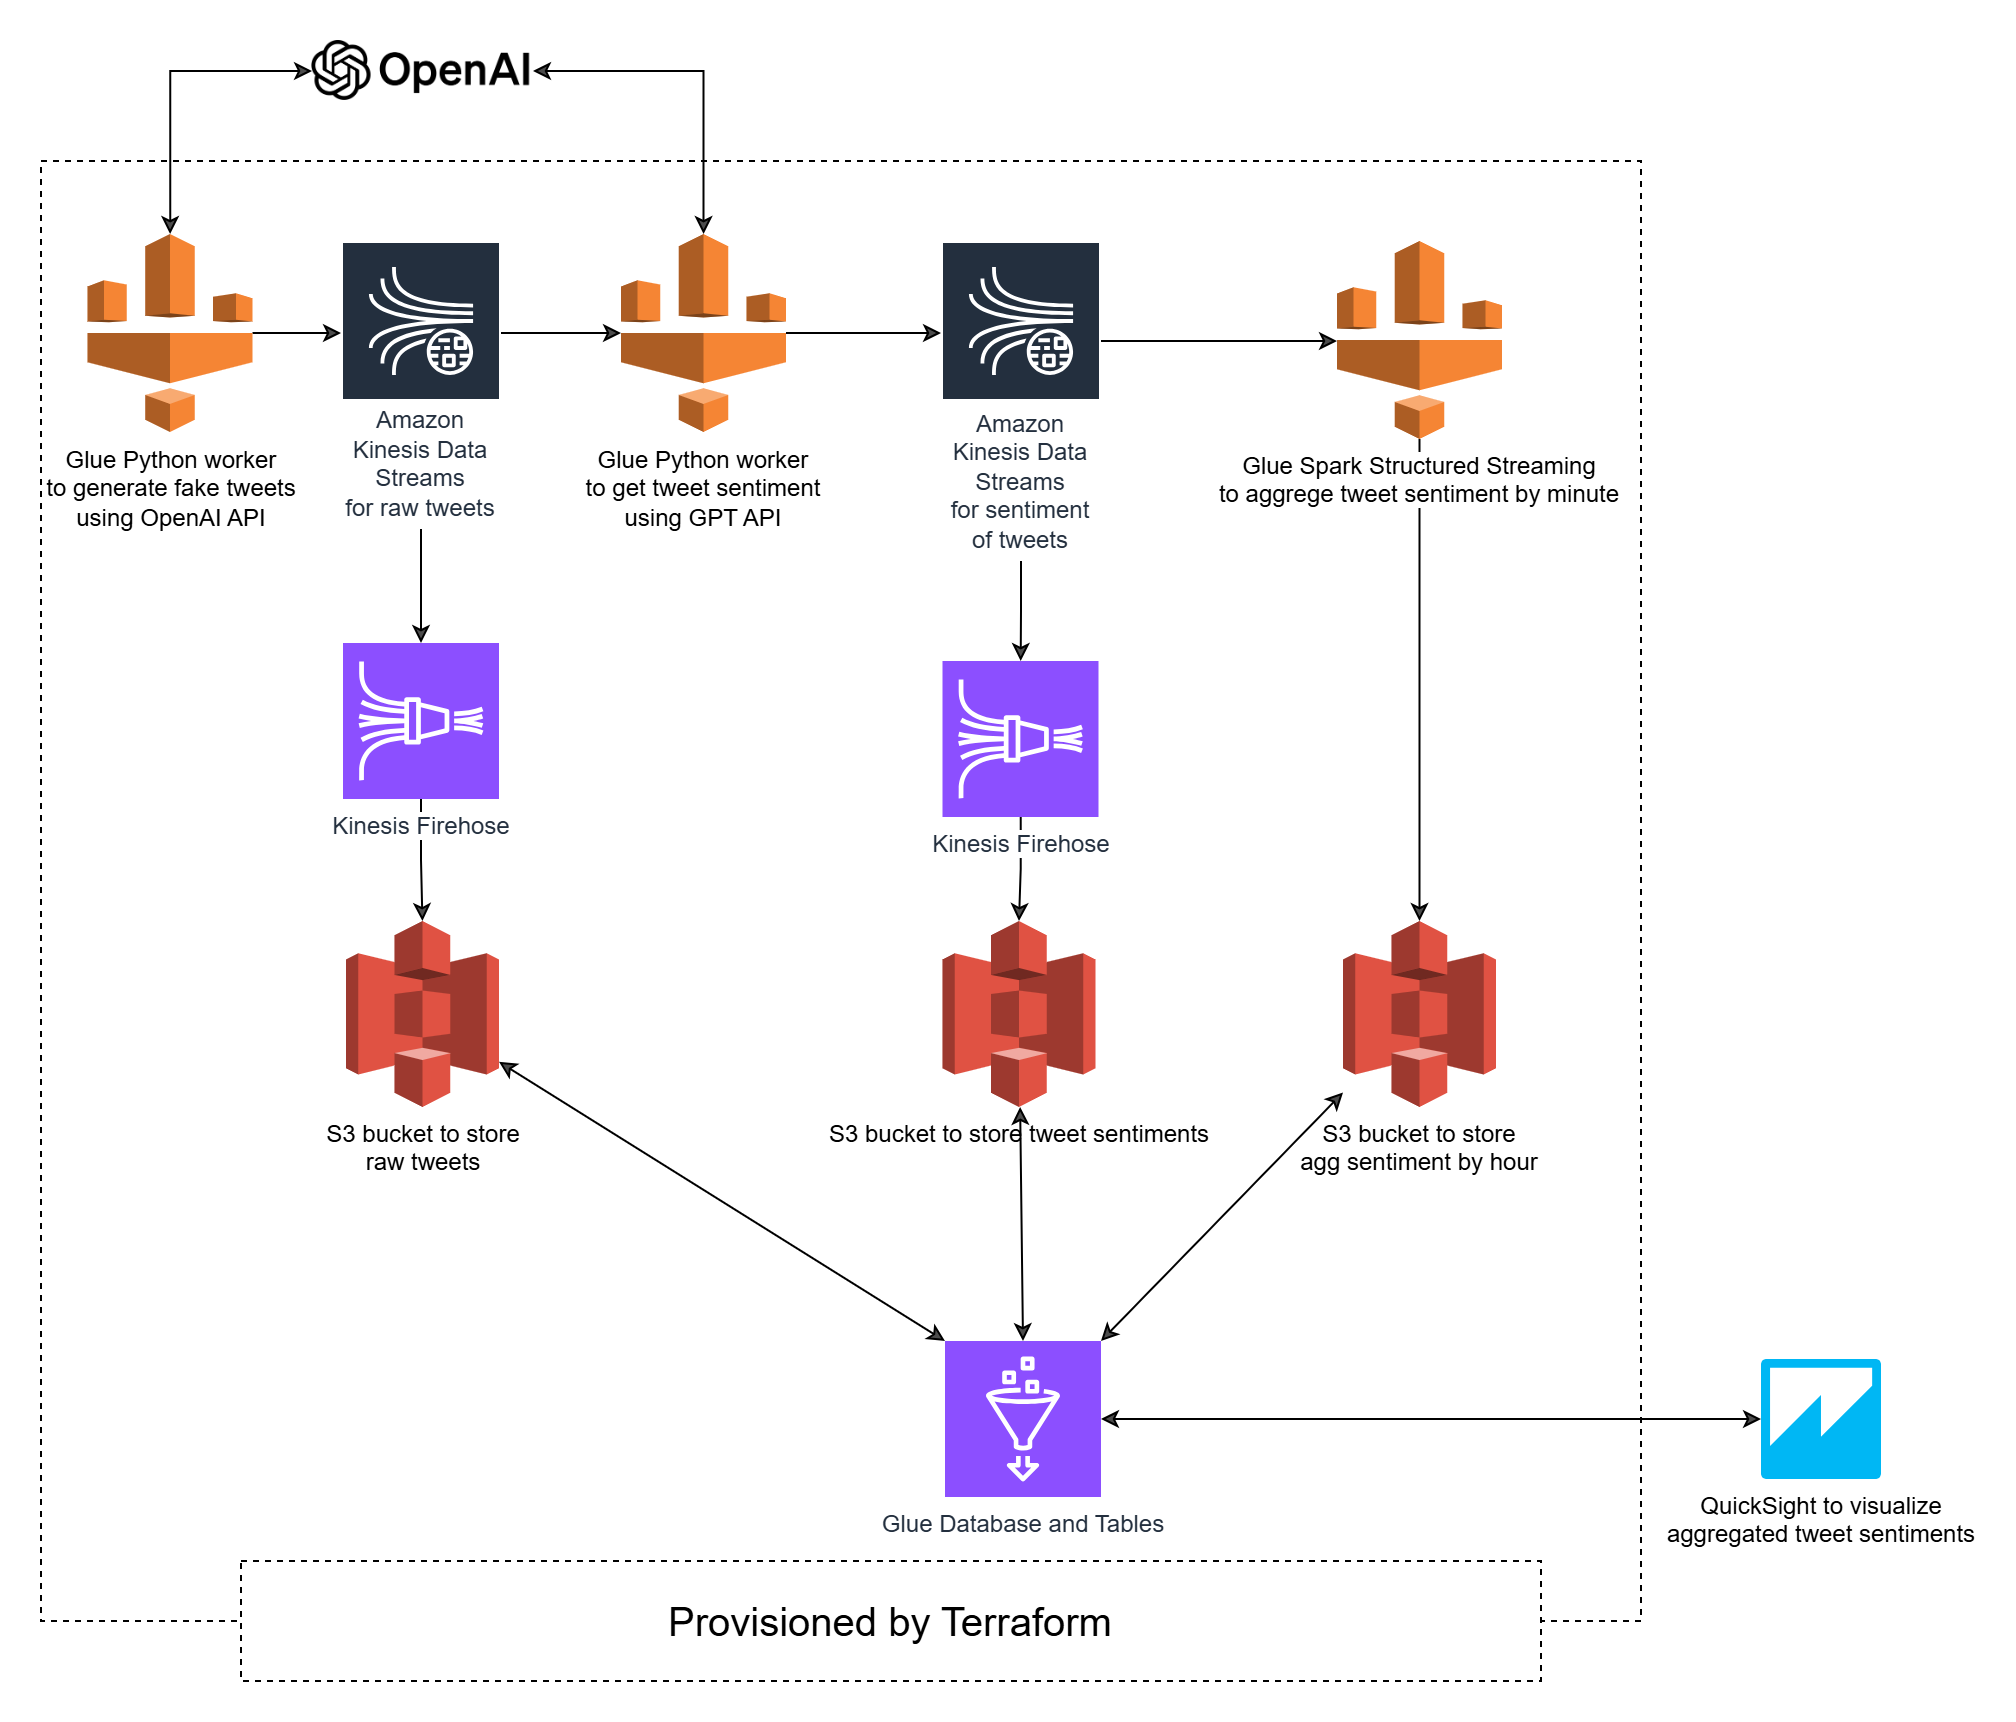 OpenAI
Glue Python worker
to generate fake tweets
using OpenAI API
Amazon
Kinesis Data
Streams
for raw tweets
Glue Python worker
to get tweet sentiment
using GPT API
Amazon
Kinesis Data
Streams
for sentiment
of tweets
Glue Spark Structured Streaming
to aggrege tweet sentiment by minute
Kinesis Firehose
Kinesis Firehose
S3 bucket to store
raw tweets
S3 bucket to store tweet sentiments
S3 bucket to store
agg sentiment by hour
Glue Database and Tables
QuickSight to visualize
aggregated tweet sentiments
Provisioned by Terraform